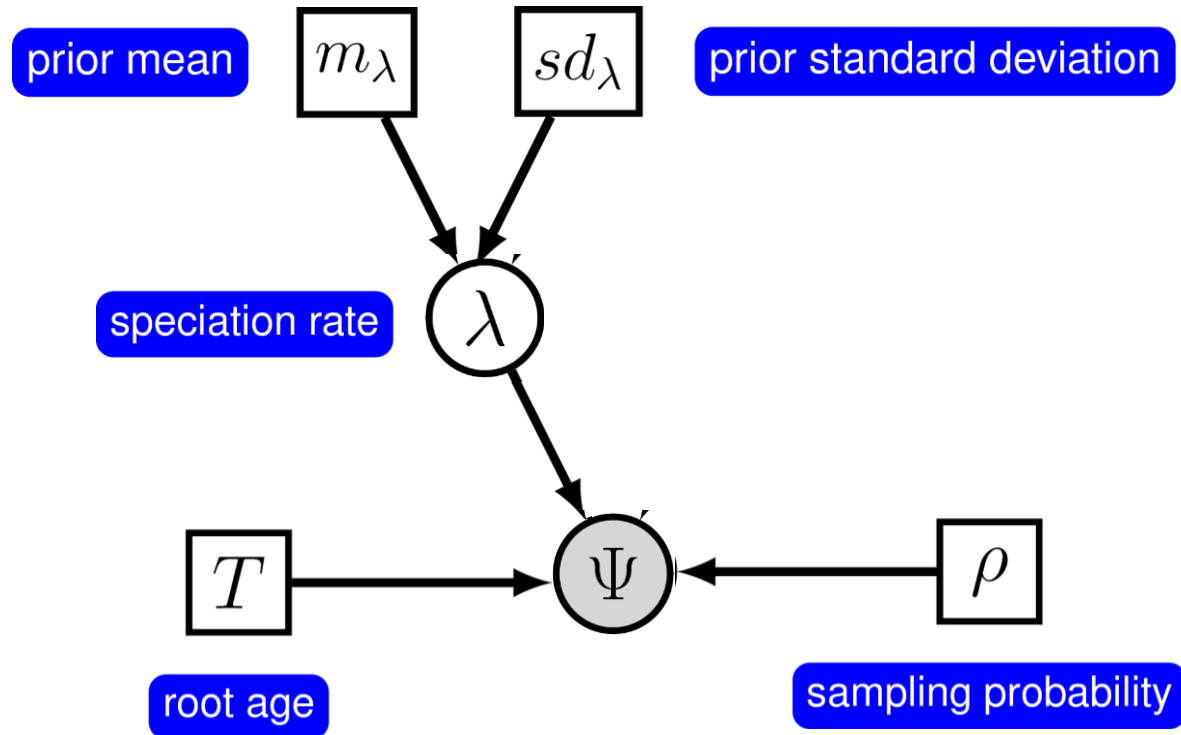 prior mean
m_λ
sd_λ
prior standard deviation
speciation rate
λ
T
Ψ
ρ
root age
sampling probability